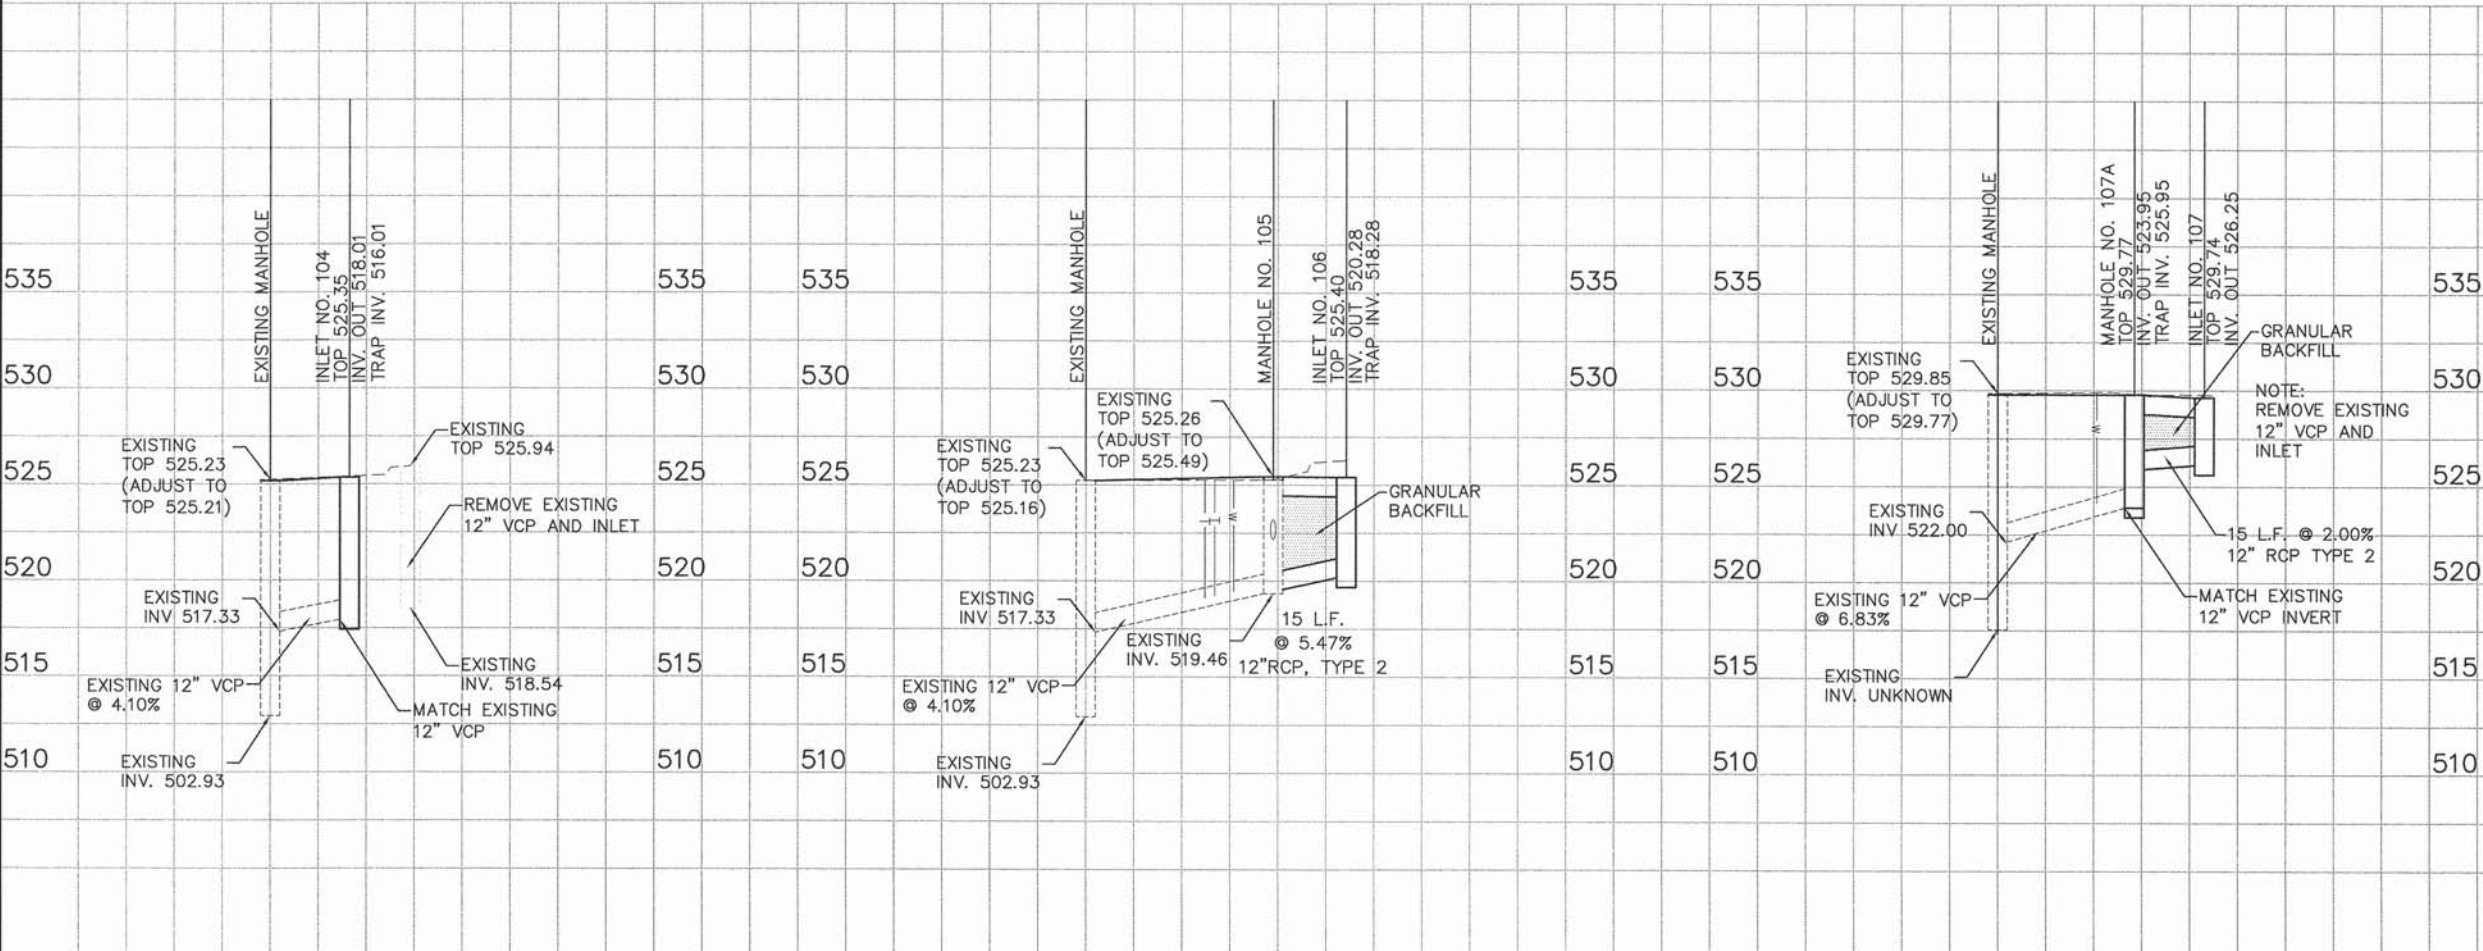 EXISTING MANHOLE
INLET NO. 104
TOP 525.35
INV. OUT 518.01
TRAP INV. 516.01
535
530
525
520
515
510
EXISTING
TOP 525.23
(ADJUST TO
TOP 525.21)
EXISTING
TOP 525.94
REMOVE EXISTING
12" VCP AND INLET
EXISTING
INV 517.33
EXISTING 12" VCP
@ 4.10%
EXISTING
INV. 518.54
MATCH EXISTING
12" VCP
EXISTING
INV. 502.93
535
530
525
520
515
510
535
530
525
520
515
510
EXISTING MANHOLE
MANHOLE NO. 105
INLET NO. 106
TOP 525.40
INV. OUT 520.28
TRAP INV. 518.28
EXISTING
TOP 525.26
(ADJUST TO
TOP 525.49)
EXISTING
TOP 525.23
(ADJUST TO
TOP 525.16)
T
W
GRANULAR
BACKFILL
EXISTING
INV 517.33
EXISTING
INV. 519.46
15 L.F.
@ 5.47%
12"RCP, TYPE 2
EXISTING 12" VCP
@ 4.10%
EXISTING
INV. 502.93
535
530
525
520
515
510
535
530
525
520
515
510
EXISTING MANHOLE
MANHOLE NO. 107A
TOP 529.77
INV. OUT 523.95
TRAP INV. 525.95
INLET NO. 107
TOP 529.74
INV. OUT 526.25
GRANULAR
BACKFILL
EXISTING
TOP 529.85
(ADJUST TO
TOP 529.77)
NOTE:
REMOVE EXISTING
12" VCP AND
INLET
W
EXISTING
INV 522.00
15 L.F. @ 2.00%
12" RCP TYPE 2
EXISTING 12" VCP
@ 6.83%
MATCH EXISTING
12" VCP INVERT
EXISTING
INV. UNKNOWN
535
530
525
520
515
510